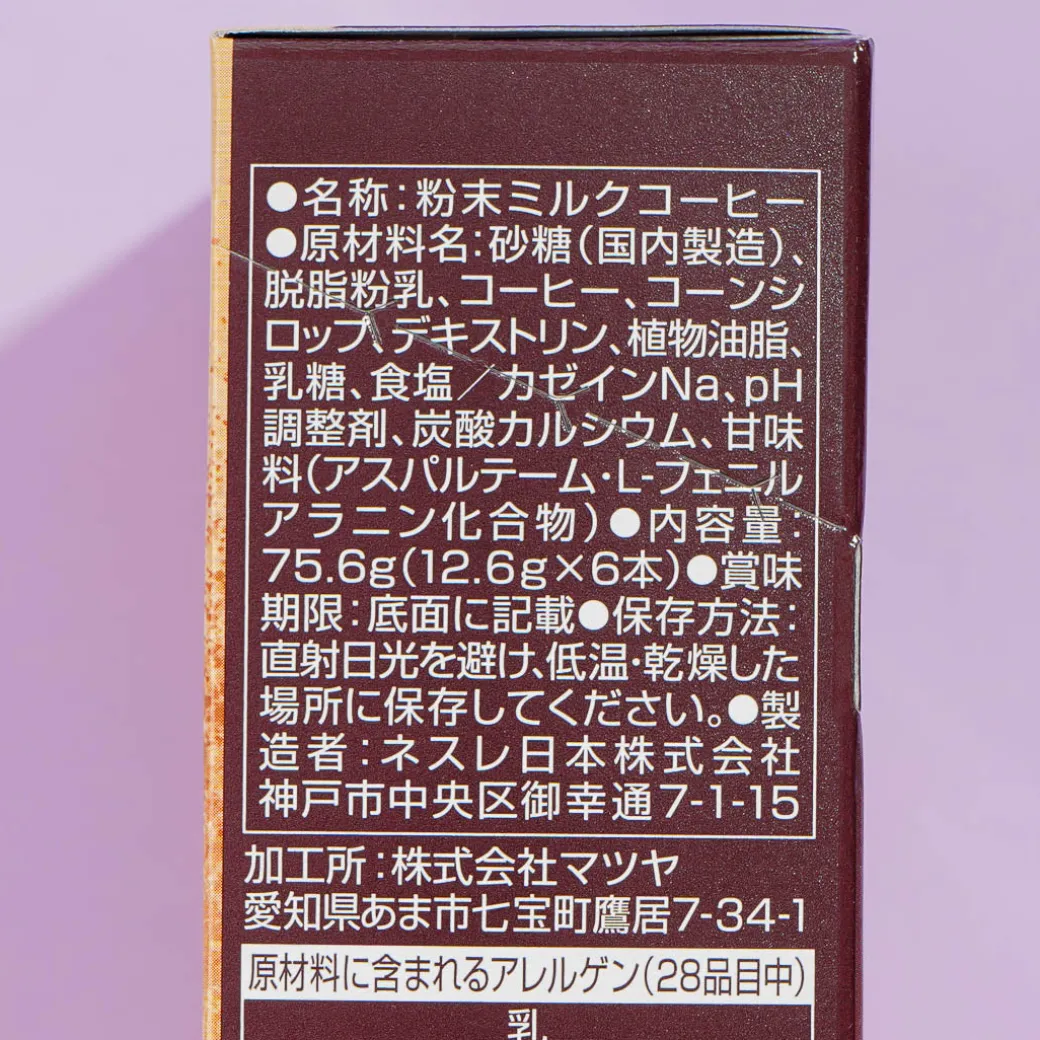 ●名称:粉末ミルクコーヒー
●原材料名:砂糖(国内製造)、
脱脂粉乳、コーヒー、コーンシ
ロップ、デキストリン、植物油脂、
乳糖、食塩/カゼインNa、pH
調整剤、炭酸カルシウム、甘味
料(アスパルテーム・L-フェニル
アラニン化合物)●内容量:
75.6g(12.6g×6本)●賞味
期限:底面に記載●保存方法:
直射日光を避け、低温・乾燥した
場所に保存してください。●製
造者:ネスレ日本株式会社
神戸市中央区御幸通7-1-15
加工所:株式会社マツヤ
愛知県あま市七宝町鷹居7-34-1
原材料に含まれるアレルゲン(28品目中)
乳